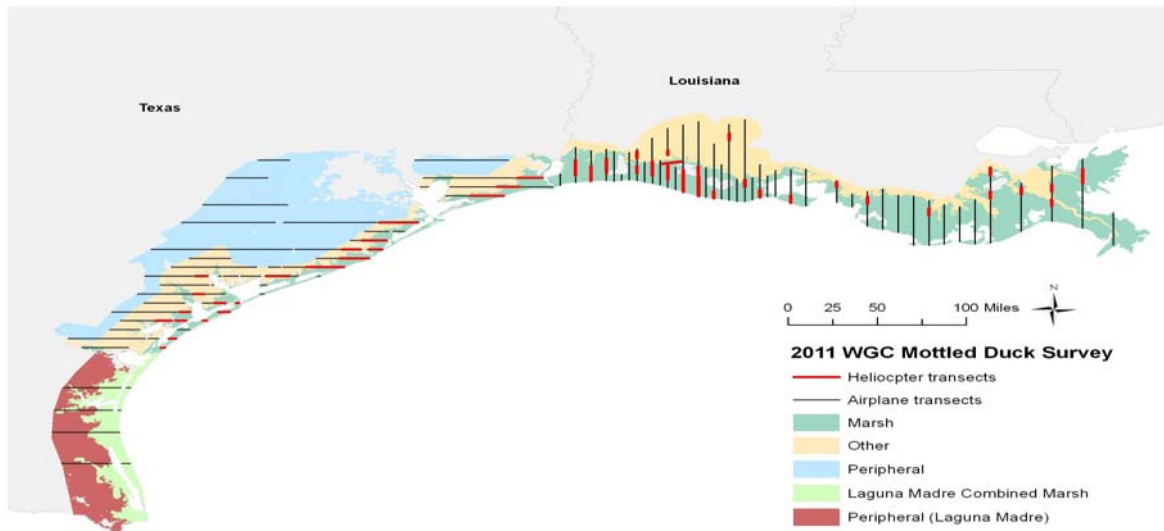 Louisiana
Texas
N
0 25 50 100 Miles
2011 WGC Mottled Duck Survey
Heliocpter transects
Airplane transects
Marsh
Other
Peripheral
Laguna Madre Combined Marsh
Peripheral (Laguna Madre)